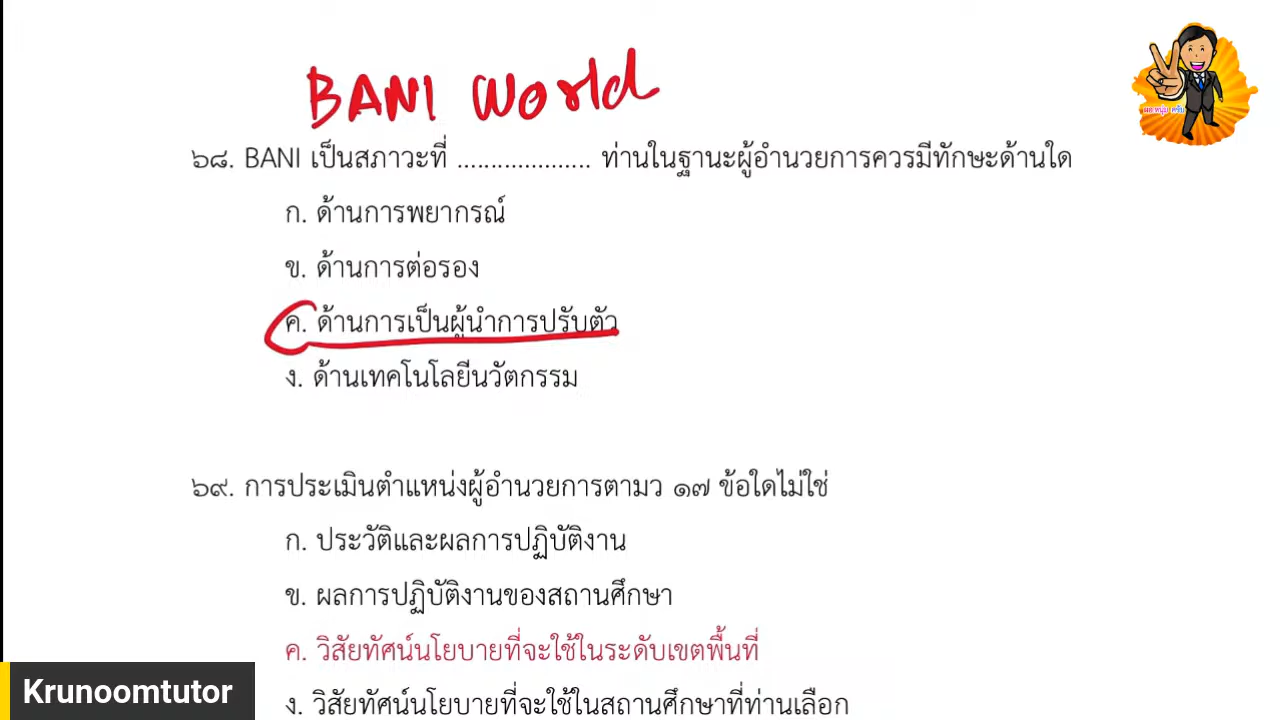 BANI World
ผอ.หนุ่ม ครับ
๖๘. BANI เป็นสภาวะที่ ..................... ท่านในฐานะผู้อำนวยการควรมีทักษะด้านใด
ก. ด้านการพยากรณ์
ข. ด้านการต่อรอง
ค. ด้านการเป็นผู้นำการปรับตัว
ง. ด้านเทคโนโลยีนวัตกรรม
๖๙. การประเมินตำแหน่งผู้อำนวยการตามว ๑๗ ข้อใดไม่ใช่
ก. ประวัติและผลการปฏิบัติงาน
ข. ผลการปฏิบัติงานของสถานศึกษา
ค. วิสัยทัศน์นโยบายที่จะใช้ในระดับเขตพื้นที่
ง. วิสัยทัศน์นโยบายที่จะใช้ในสถานศึกษาที่ท่านเลือก
Krunoomtutor